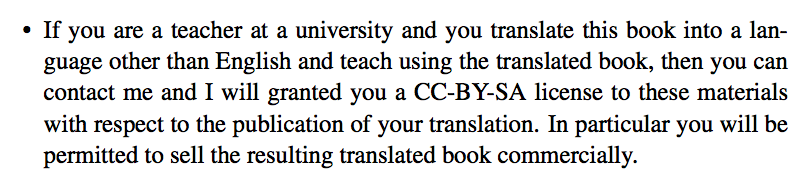 • If you are a teacher at a university and you translate this book into a lan-
guage other than English and teach using the translated book, then you can
contact me and I will granted you a CC-BY-SA license to these materials
with respect to the publication of your translation. In particular you will be
permitted to sell the resulting translated book commercially.